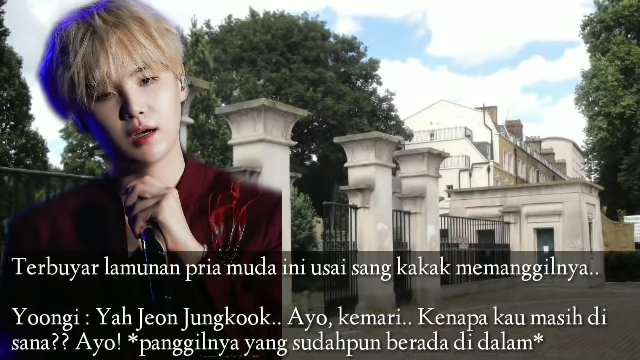 Terbuyar lamunan pria muda ini usai sang kakak memanggilnya..
Yoongi : Yah Jeon Jungkook.. Ayo, kemari.. Kenapa kau masih di
sana?? Ayo! *panggilnya yang sudahpun berada di dalam*